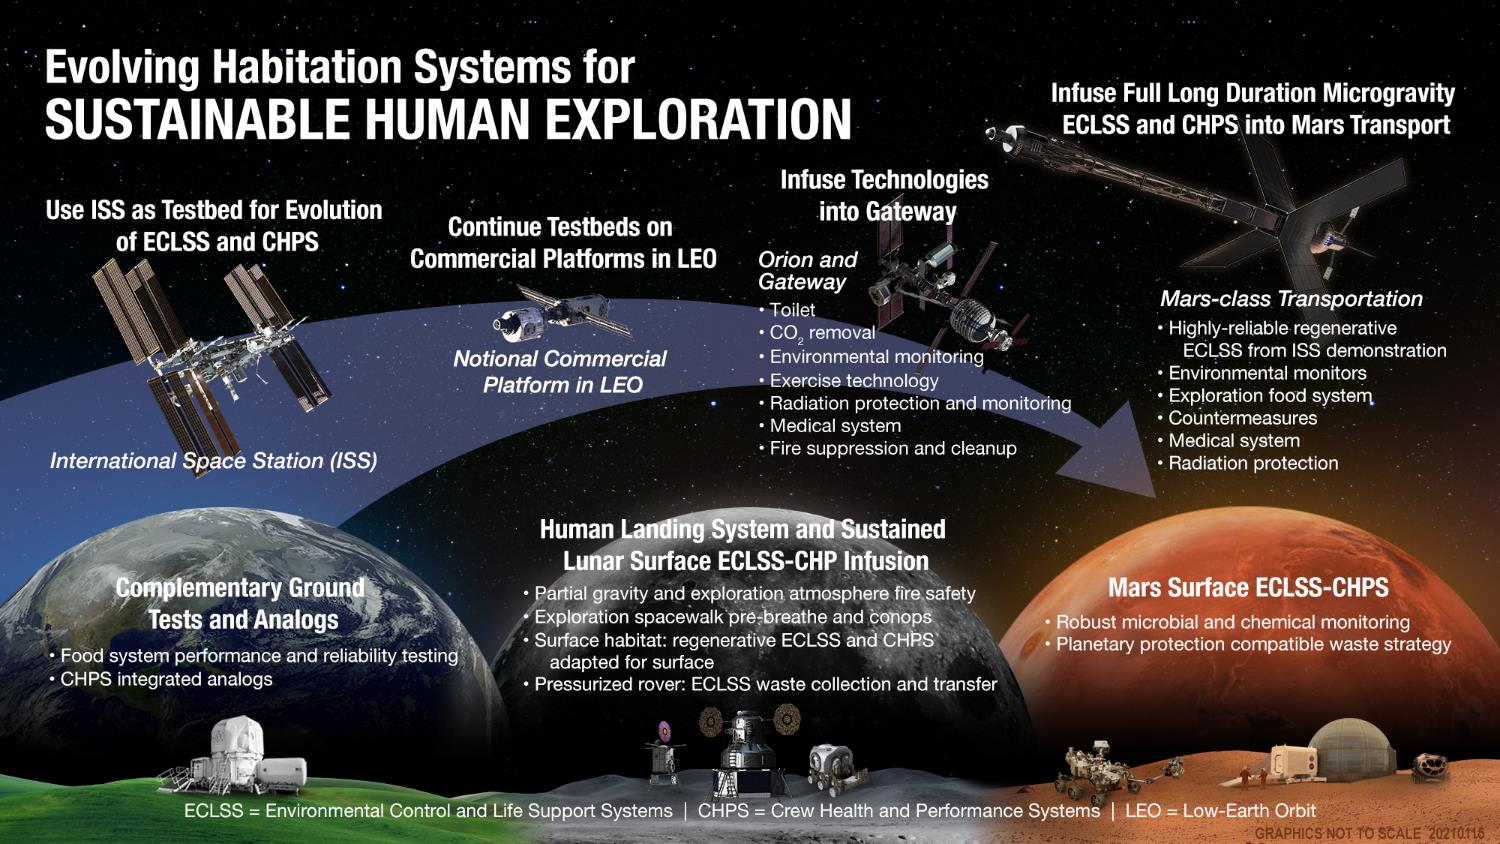 Evolving Habitation Systems for
SUSTAINABLE HUMAN EXPLORATION
Use ISS as Testbed for Evolution
of ECLSS and CHPS
International Space Station (ISS)
Continue Testbeds on
Commercial Platforms in LEO
Notional Commercial
Platform in LEO
Infuse Technologies
into Gateway
Orion and
Gateway
• Toilet
• CO₂ removal
• Environmental monitoring
• Exercise technology
• Radiation protection and monitoring
• Medical system
• Fire suppression and cleanup
Infuse Full Long Duration Microgravity
ECLSS and CHPS into Mars Transport
Mars-class Transportation
• Highly-reliable regenerative
ECLSS from ISS demonstration
• Environmental monitors
• Exploration food system
• Countermeasures
• Medical system
• Radiation protection
Complementary Ground
Tests and Analogs
• Food system performance and reliability testing
• CHPS integrated analogs
Human Landing System and Sustained
Lunar Surface ECLSS-CHP Infusion
• Partial gravity and exploration atmosphere fire safety
• Exploration spacewalk pre-breathe and conops
• Surface habitat: regenerative ECLSS and CHPS
adapted for surface
• Pressurized rover: ECLSS waste collection and transfer
Mars Surface ECLSS-CHPS
• Robust microbial and chemical monitoring
• Planetary protection compatible waste strategy
ECLSS = Environmental Control and Life Support Systems | CHPS = Crew Health and Performance Systems | LEO = Low-Earth Orbit
GRAPHICS NOT TO SCALE 20210115